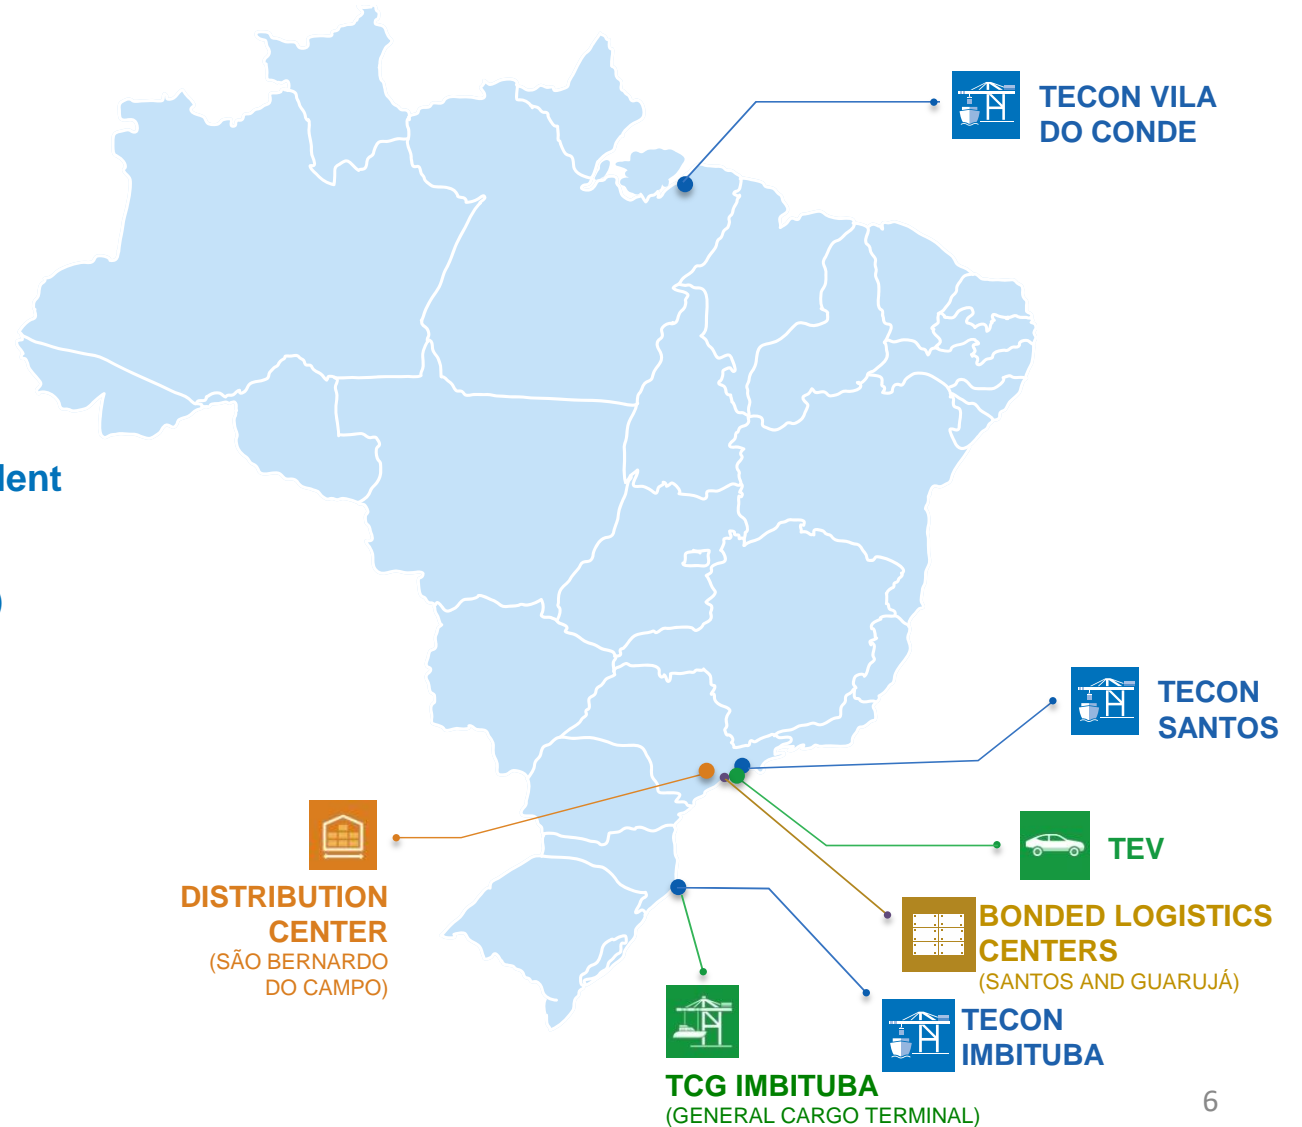 TECON VILA
DO CONDE
TECON
SANTOS
TEV
DISTRIBUTION
CENTER
(SÃO BERNARDO
DO CAMPO)
BONDED LOGISTICS
CENTERS
(SANTOS AND GUARUJÁ)
TECON
IMBITUBA
TCG IMBITUBA
(GENERAL CARGO TERMINAL)
6